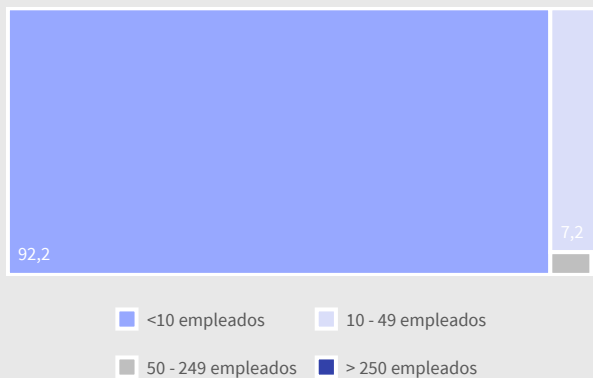 92,2
7,2
<10 empleados
10 - 49 empleados
50 - 249 empleados
> 250 empleados